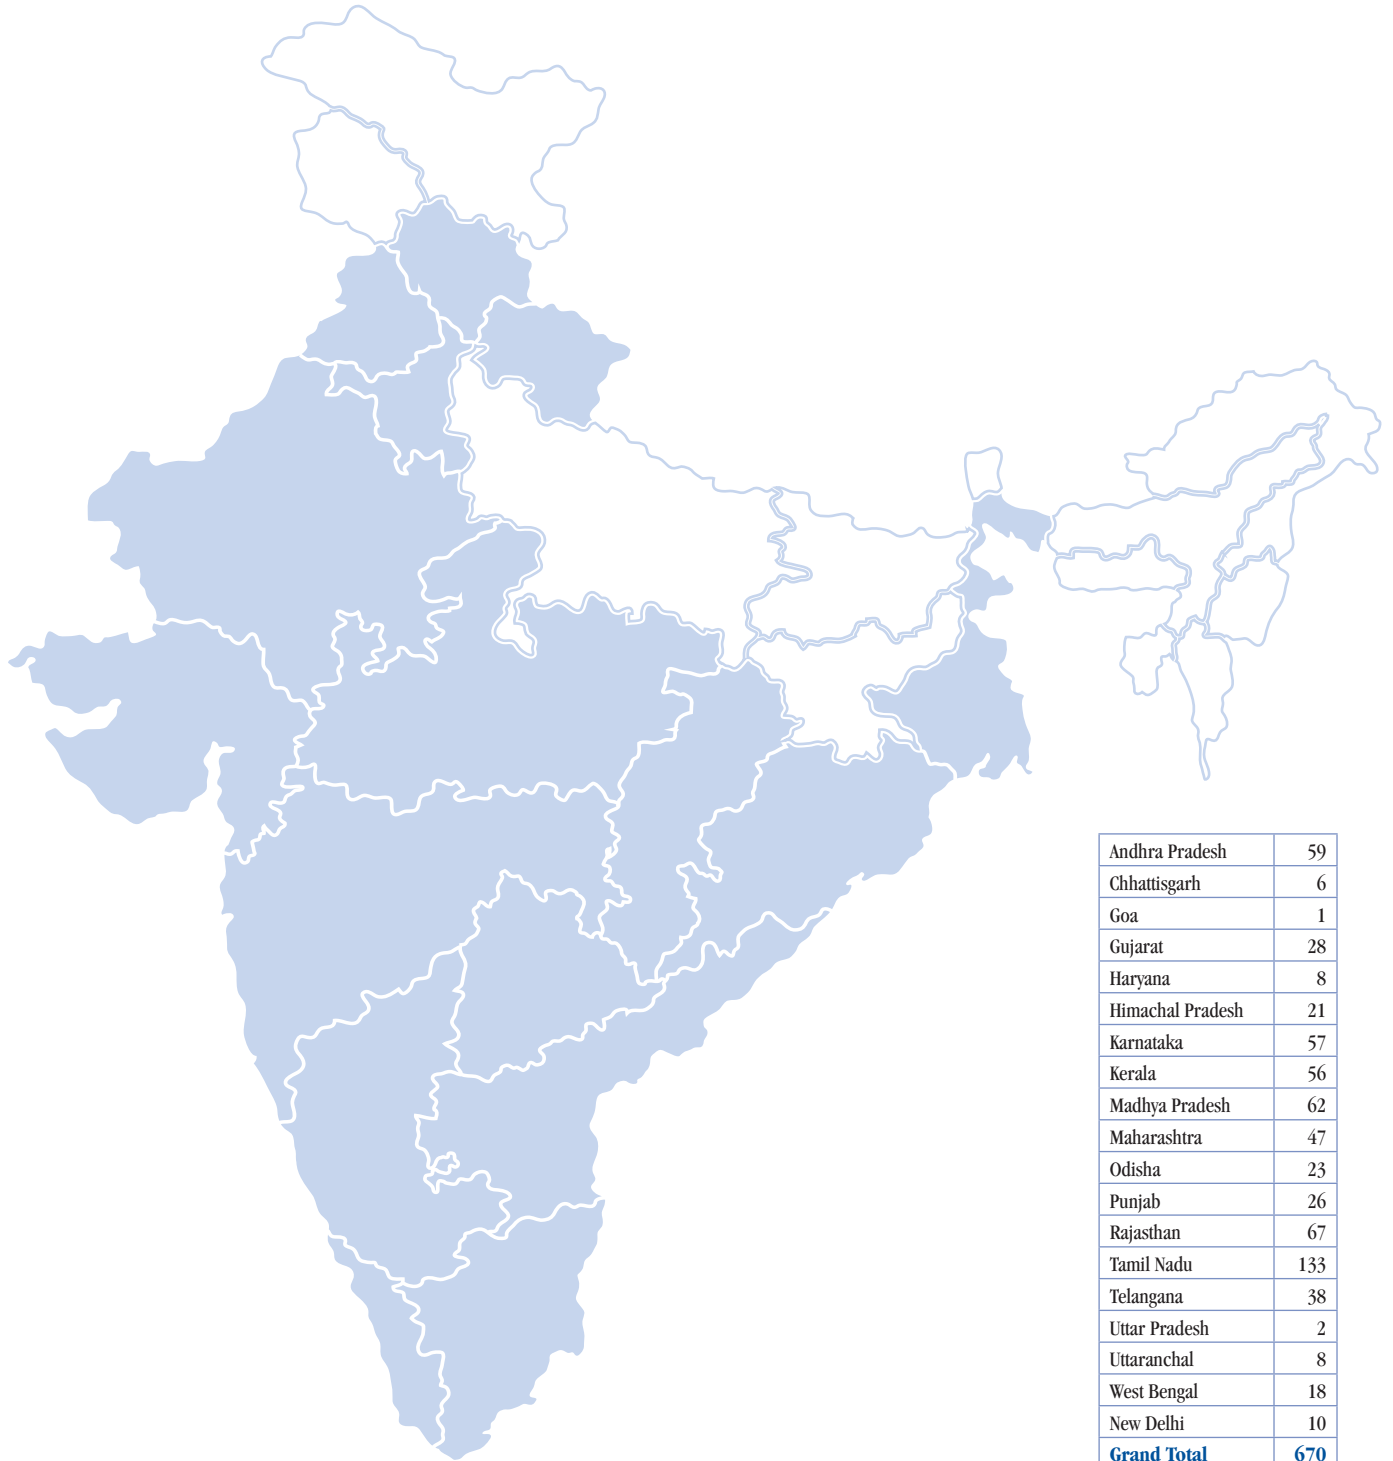 Andhra Pradesh 59
Chhattisgarh 6
Goa 1
Gujarat 28
Haryana 8
Himachal Pradesh 21
Karnataka 57
Kerala 56
Madhya Pradesh 62
Maharashtra 47
Odisha 23
Punjab 26
Rajasthan 67
Tamil Nadu 133
Telangana 38
Uttar Pradesh 2
Uttaranchal 8
West Bengal 18
New Delhi 10
Grand Total 670